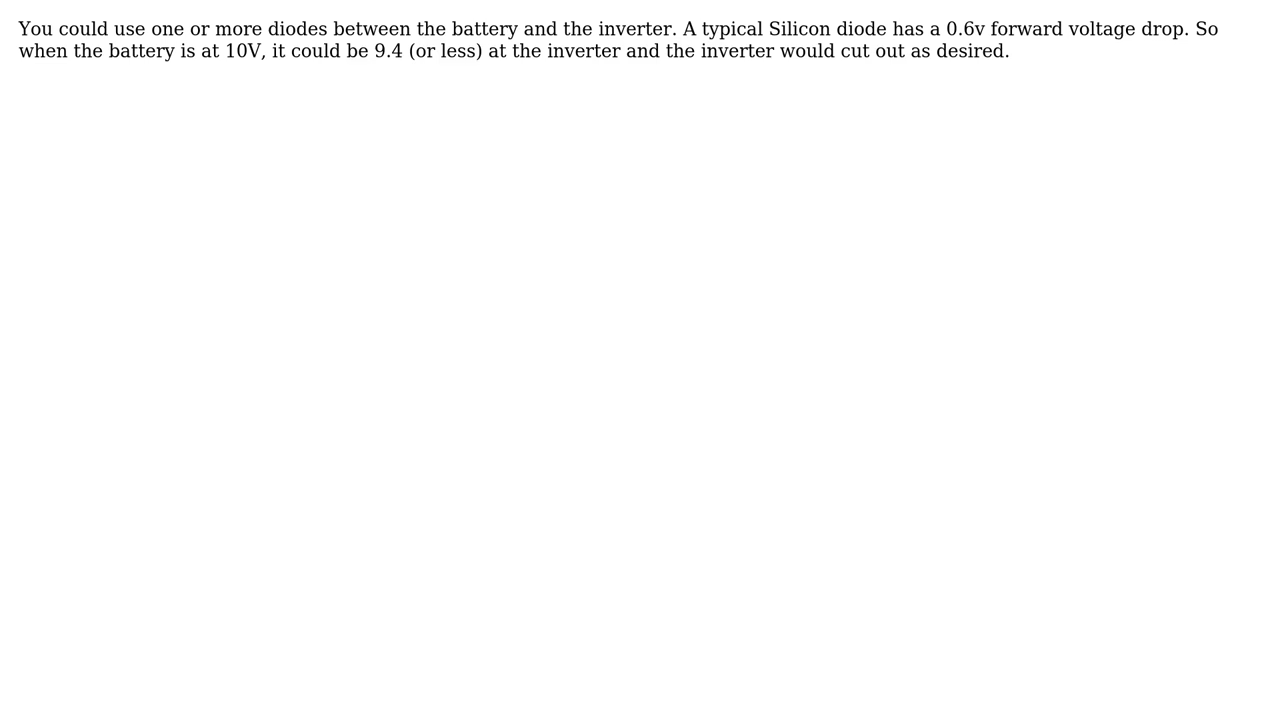 You could use one or more diodes between the battery and the inverter. A typical Silicon diode has a 0.6v forward voltage drop. So
when the battery is at 10V, it could be 9.4 (or less) at the inverter and the inverter would cut out as desired.